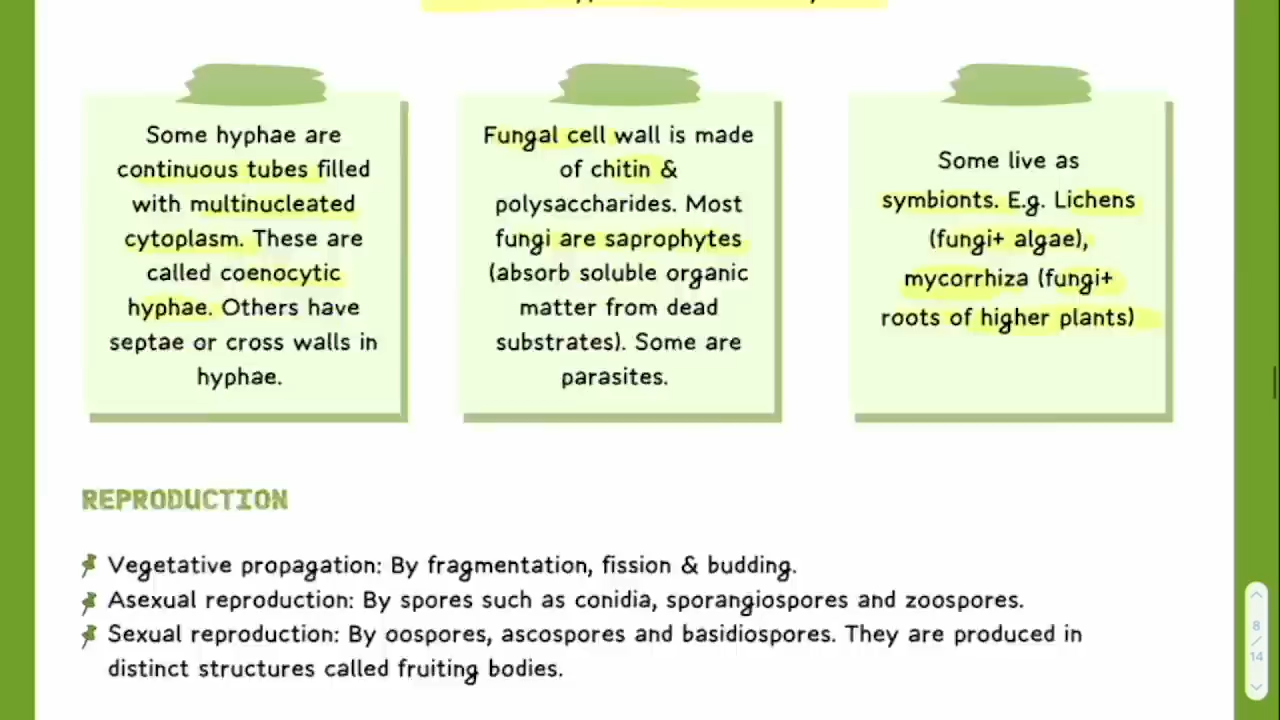 Some hyphae are
continuous tubes filled
with multinucleated
cytoplasm. These are
called coenocytic
hyphae. Others have
septae or cross walls in
hyphae.
Fungal cell wall is made
of chitin &
polysaccharides. Most
fungi are saprophytes
(absorb soluble organic
matter from dead
substrates). Some are
parasites.
Some live as
symbionts. E.g. Lichens
(fungi+ algae),
mycorrhiza (fungi+
roots of higher plants)
REPRODUCTION
Vegetative propagation: By fragmentation, fission & budding.
Asexual reproduction: By spores such as conidia, sporangiospores and zoospores.
Sexual reproduction: By oospores, ascospores and basidiospores. They are produced in
distinct structures called fruiting bodies.
8
/
14